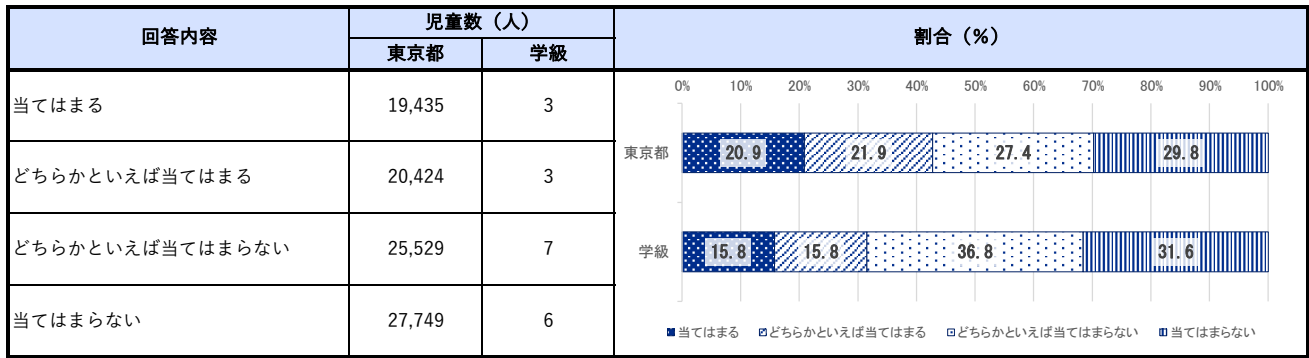 回答内容 児童数（人） 割合（%）
東京都 学級
当てはまる 19,435 3
どちらかといえば当てはまる 20,424 3
どちらかといえば当てはまらない 25,529 7
当てはまらない 27,749 6
0% 10% 20% 30% 40% 50% 60% 70% 80% 90% 100%
東京都 20.9 21.9 27.4 29.8
学級 15.8 15.8 36.8 31.6
当てはまる どちらかといえば当てはまる どちらかといえば当てはまらない 当てはまらない